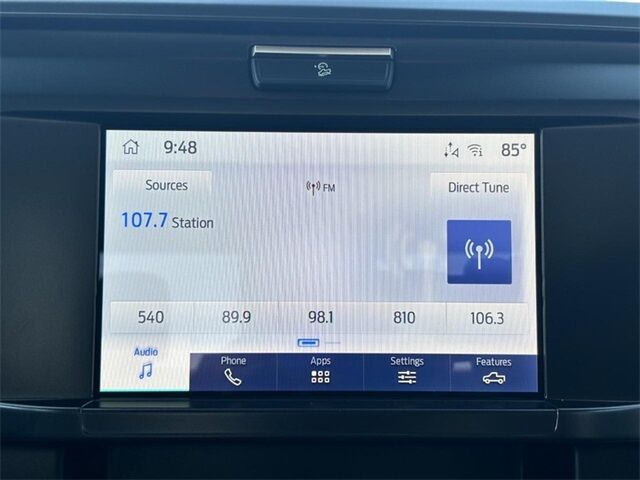 9:48 85°
Sources FM Direct Tune
107.7 Station
540 89.9 98.1 810 106.3
Audio Phone Apps Settings Features